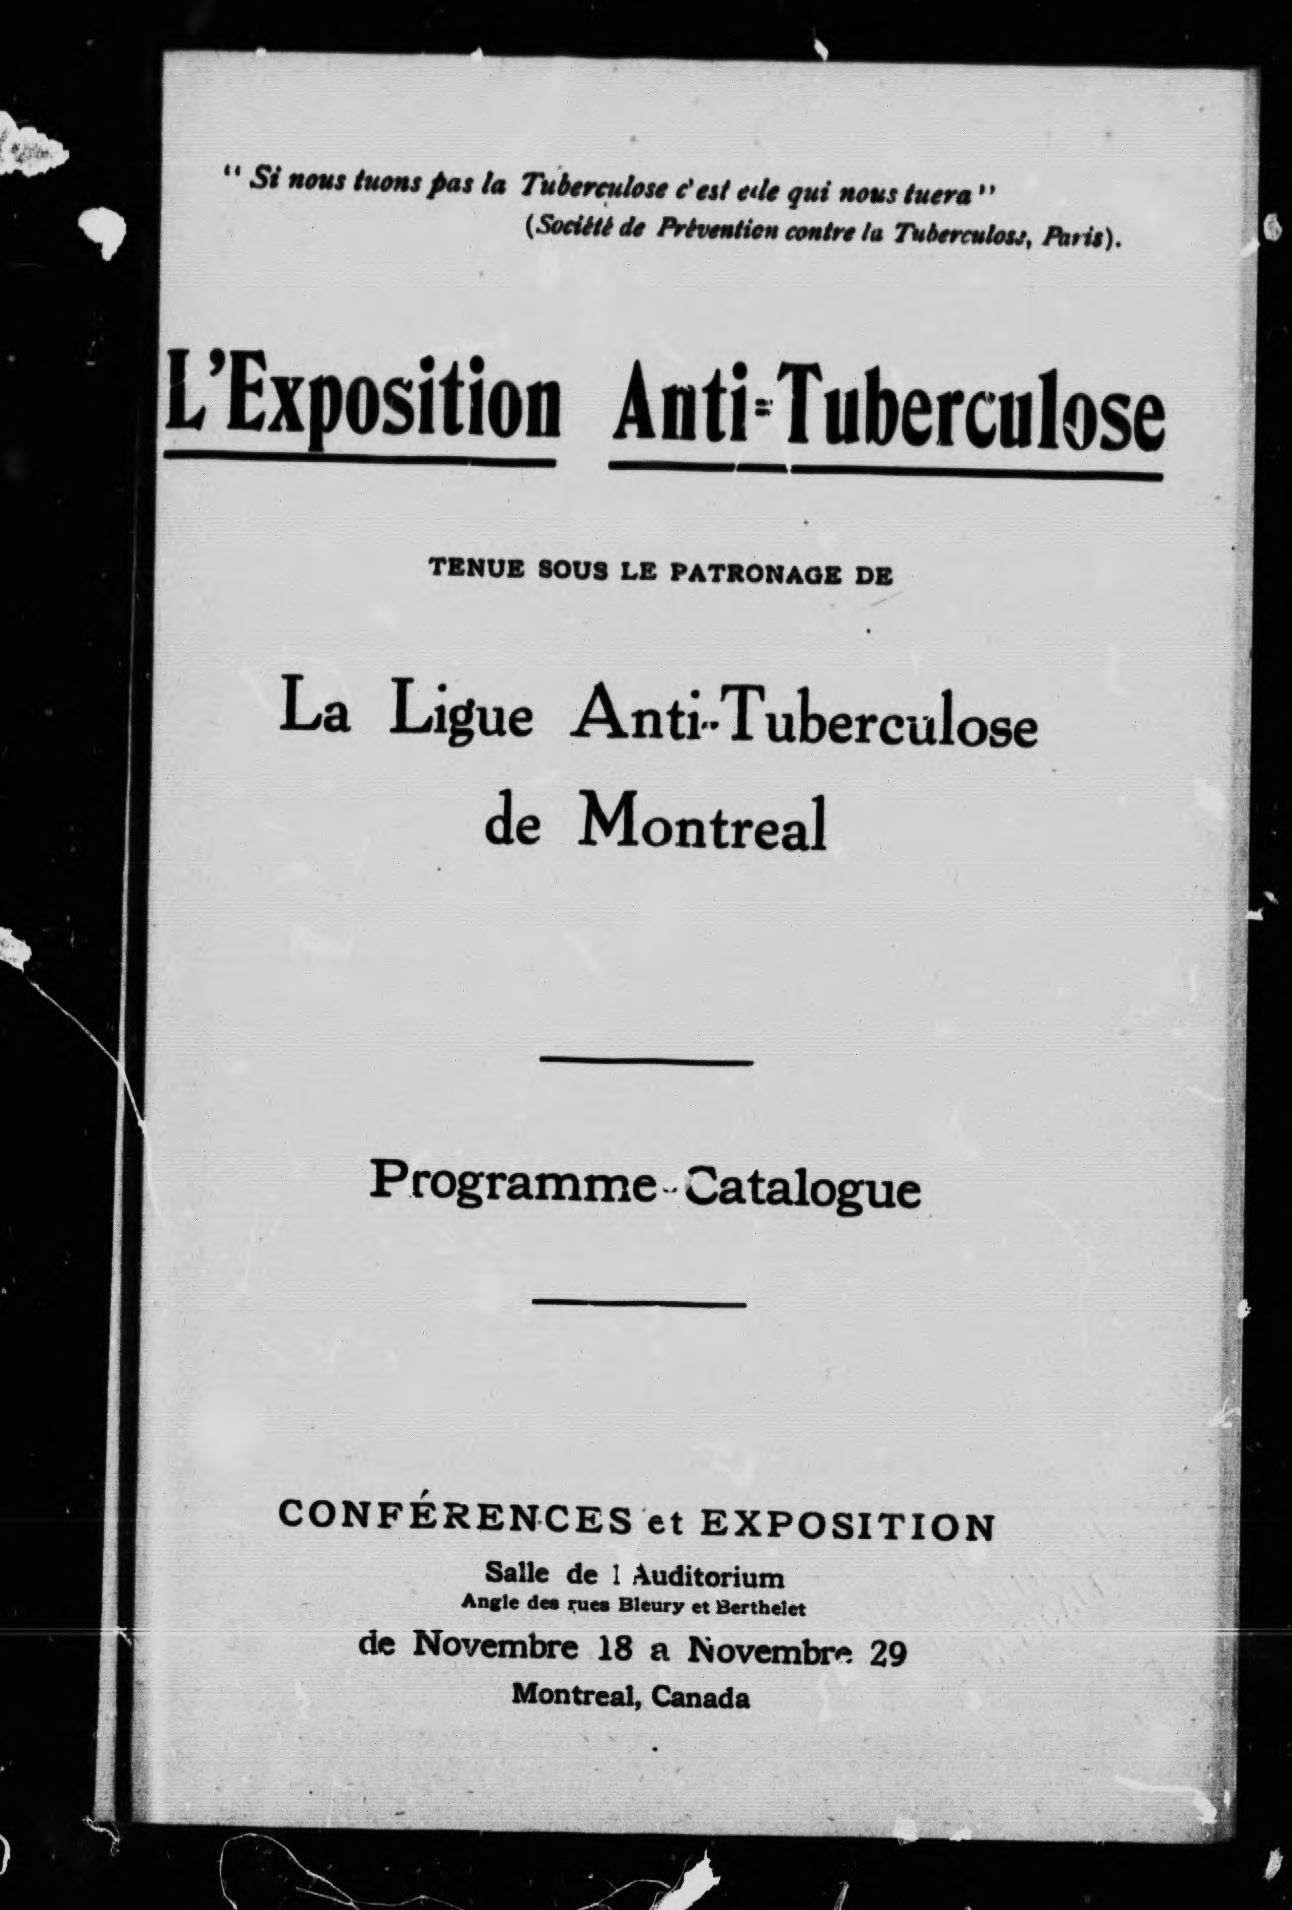 " Si nous tuons pas la Tuberculose c'est elle qui nous tuera "
(Société de Prévention contre la Tuberculose, Paris).
L'Exposition Anti-Tuberculose
TENUE SOUS LE PATRONAGE DE
La Ligue Anti-Tuberculose
de Montreal
Programme-Catalogue
CONFÉRENCES et EXPOSITION
Salle de l Auditorium
Angle des rues Bleury et Berthelet
de Novembre 18 a Novembre 29
Montreal, Canada